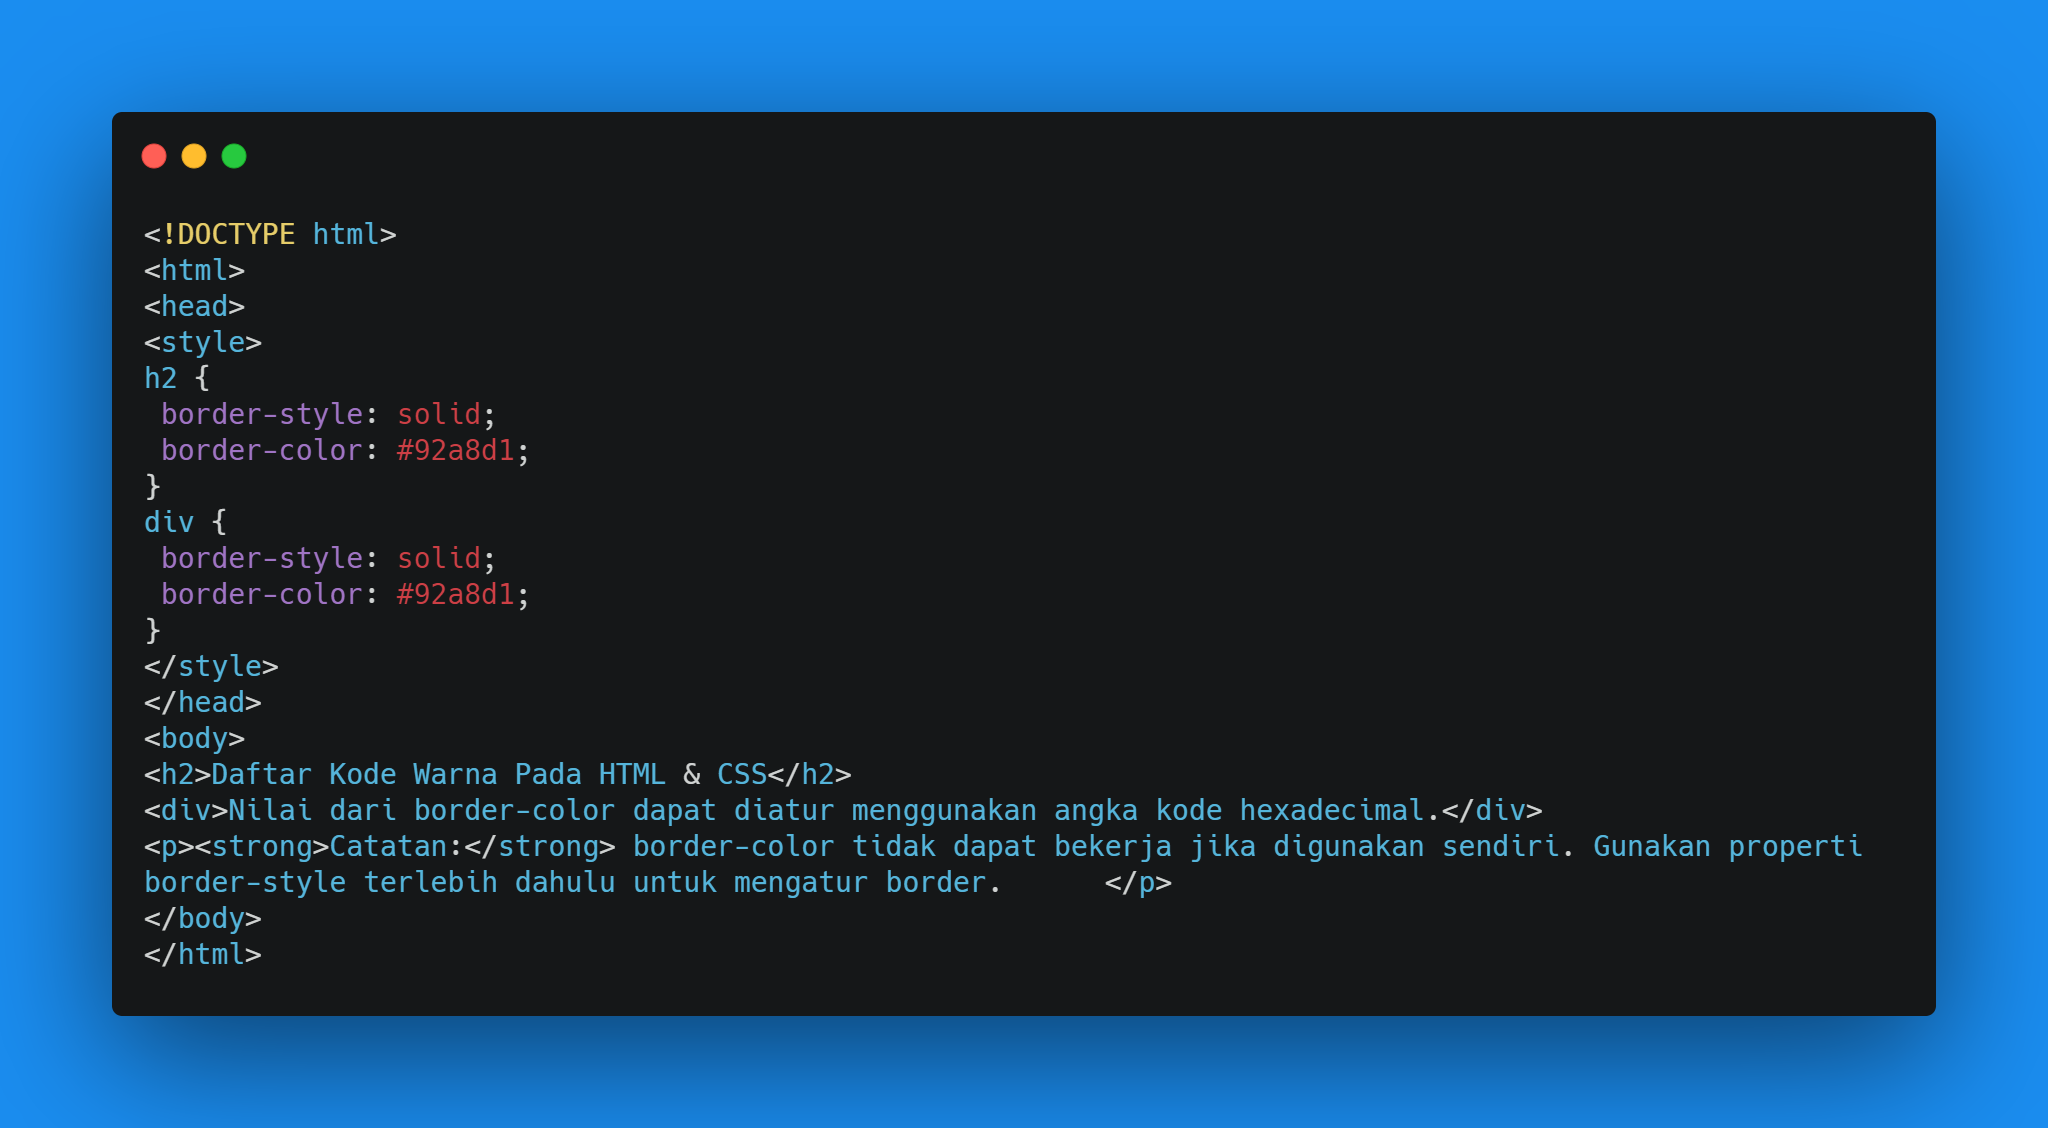 <!DOCTYPE html>
<html>
<head>
<style>
h2 {
 border-style: solid;
 border-color: #92a8d1;
}
div {
 border-style: solid;
 border-color: #92a8d1;
}
</style>
</head>
<body>
<h2>Daftar Kode Warna Pada HTML & CSS</h2>
<div>Nilai dari border-color dapat diatur menggunakan angka kode hexadecimal.</div>
<p><strong>Catatan:</strong> border-color tidak dapat bekerja jika digunakan sendiri. Gunakan properti
border-style terlebih dahulu untuk mengatur border.      </p>
</body>
</html>